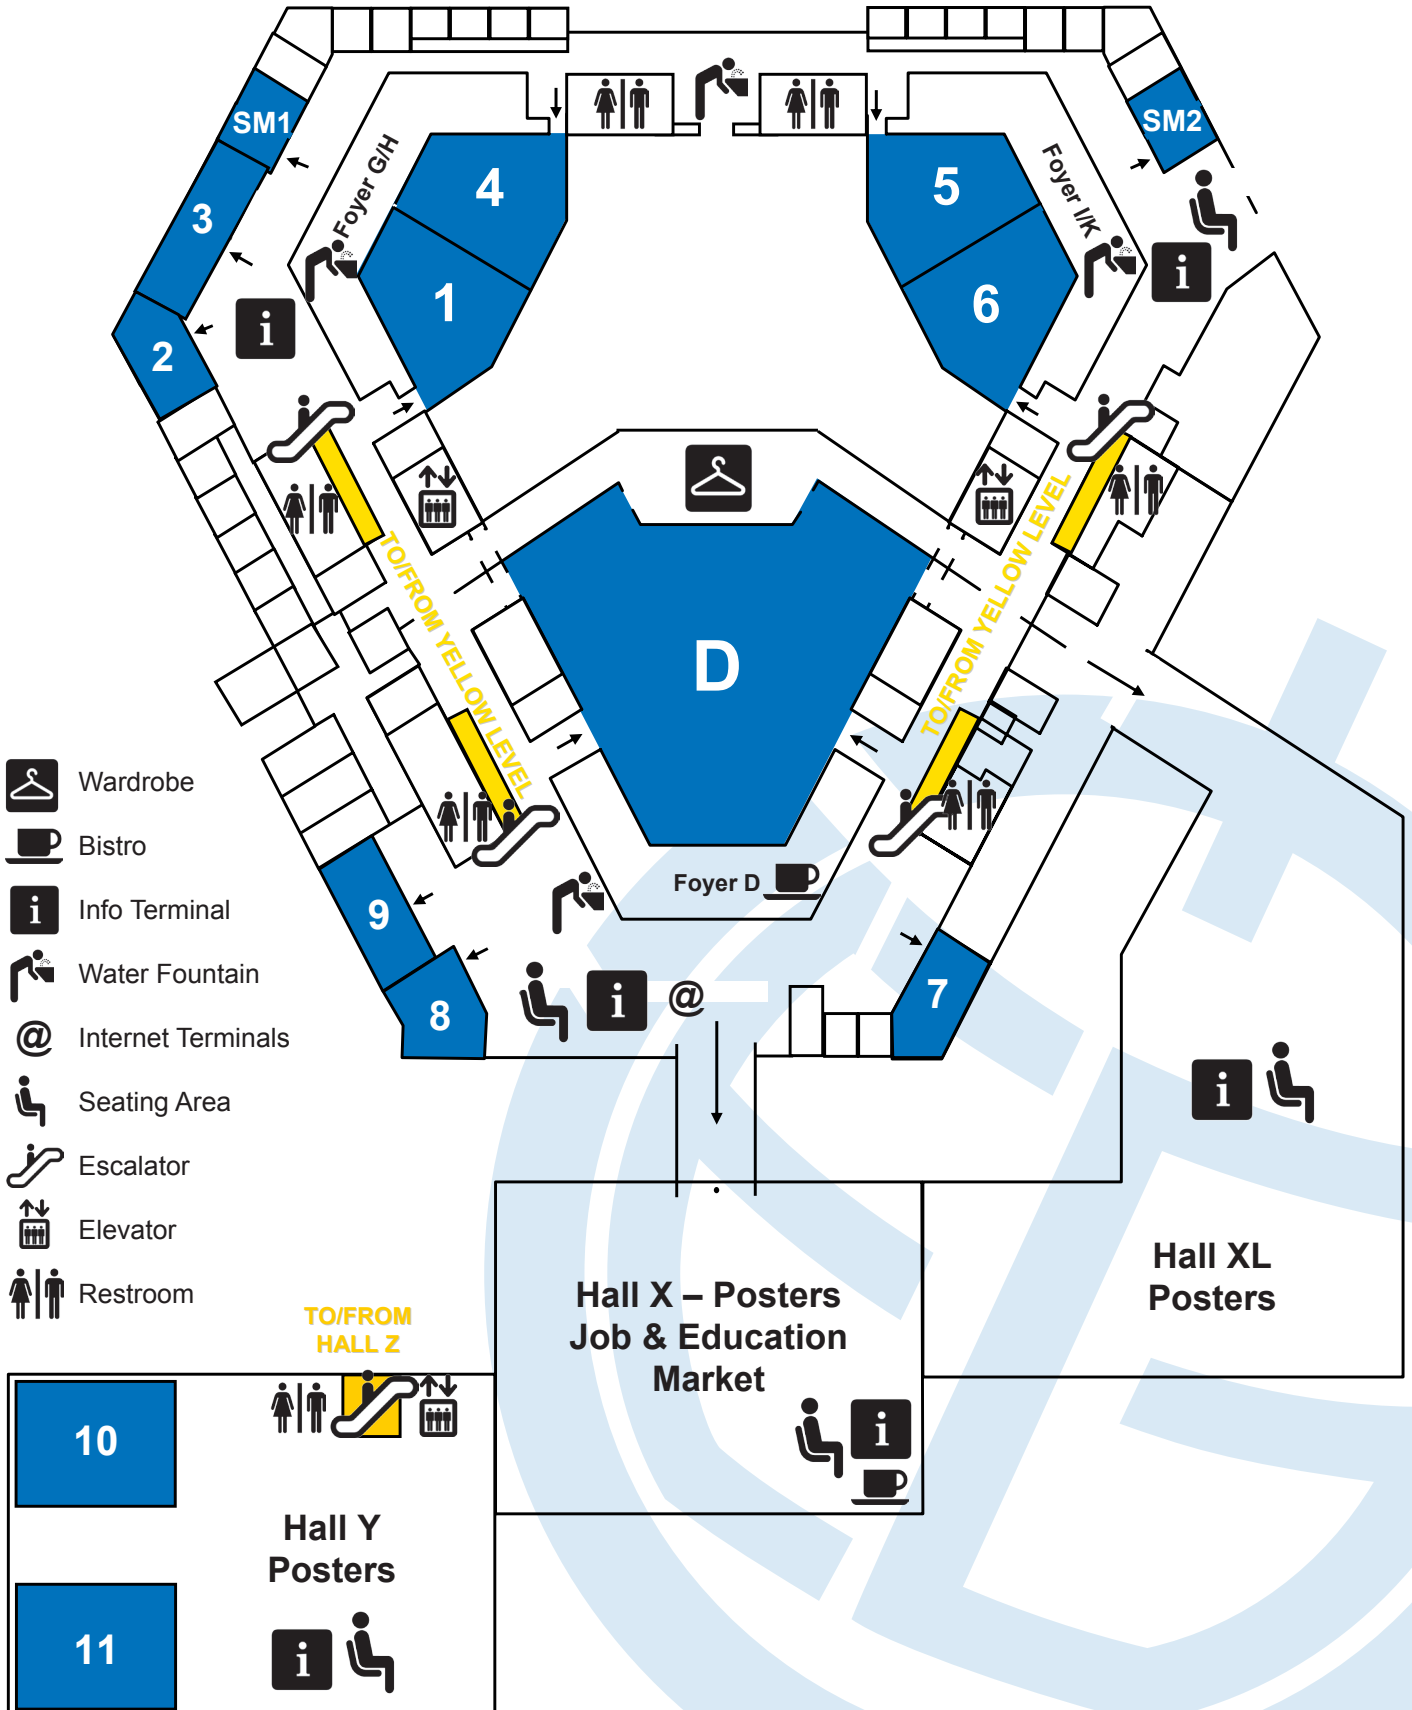 SM1
SM2
Foyer G/H
Foyer I/K
3
4
5
1
6
2
i
i
TO/FROM YELLOW LEVEL
TO/FROM YELLOW LEVEL
D
Wardrobe
Bistro
i Info Terminal
Water Fountain
@ Internet Terminals
Seating Area
Escalator
Elevator
Restroom
Foyer D
9
8
7
i
@
i
Hall XL
Posters
Hall X – Posters
Job & Education
Market
i
TO/FROM
HALL Z
10
Hall Y
Posters
11
i